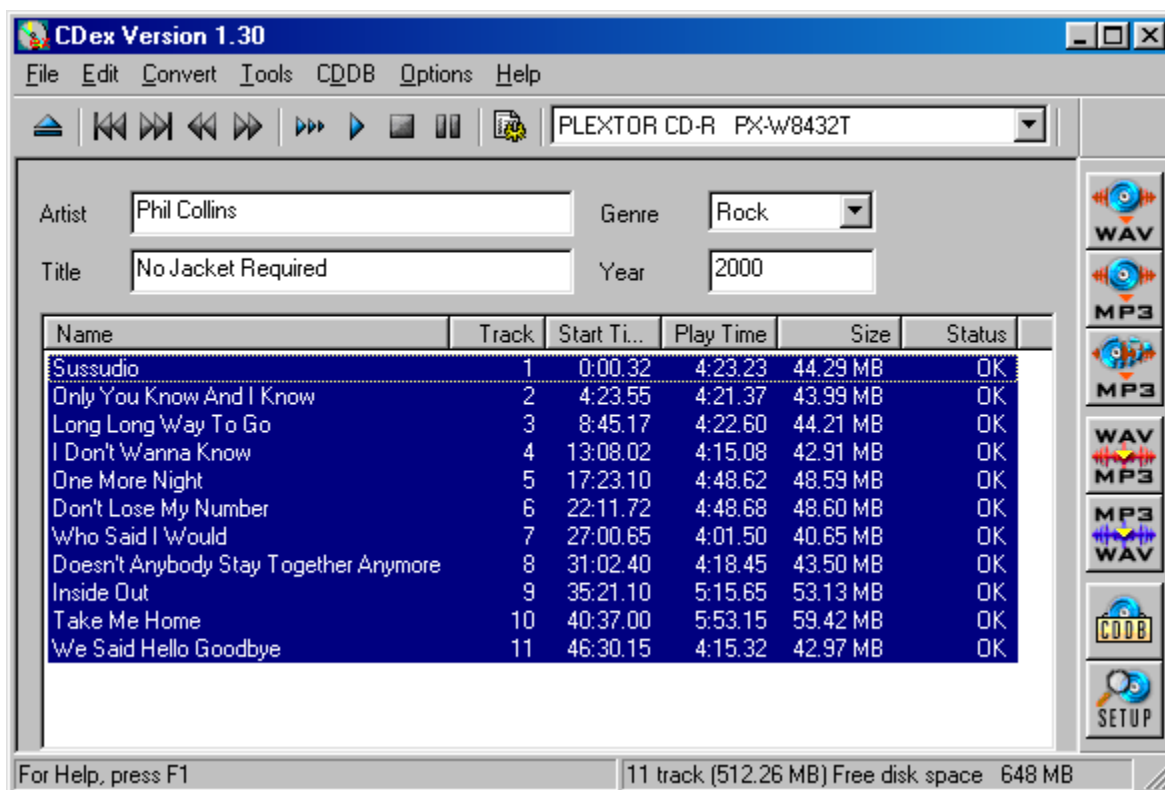 CDex Version 1.30
File Edit Convert Tools CDDB Options Help
PLEXTOR CD-R PX-W8432T
Artist Phil Collins Genre Rock
Title No Jacket Required Year 2000
Name Track Start Ti... Play Time Size Status
Sussudio 1 0:00.32 4:23.23 44.29 MB OK
Only You Know And I Know 2 4:23.55 4:21.37 43.99 MB OK
Long Long Way To Go 3 8:45.17 4:22.60 44.21 MB OK
I Don't Wanna Know 4 13:08.02 4:15.08 42.91 MB OK
One More Night 5 17:23.10 4:48.62 48.59 MB OK
Don't Lose My Number 6 22:11.72 4:48.68 48.60 MB OK
Who Said I Would 7 27:00.65 4:01.50 40.65 MB OK
Doesn't Anybody Stay Together Anymore 8 31:02.40 4:18.45 43.50 MB OK
Inside Out 9 35:21.10 5:15.65 53.13 MB OK
Take Me Home 10 40:37.00 5:53.15 59.42 MB OK
We Said Hello Goodbye 11 46:30.15 4:15.32 42.97 MB OK
WAV
MP3
MP3
WAV
MP3
MP3
WAV
CDDB
SETUP
For Help, press F1 11 track (512.26 MB) Free disk space 648 MB